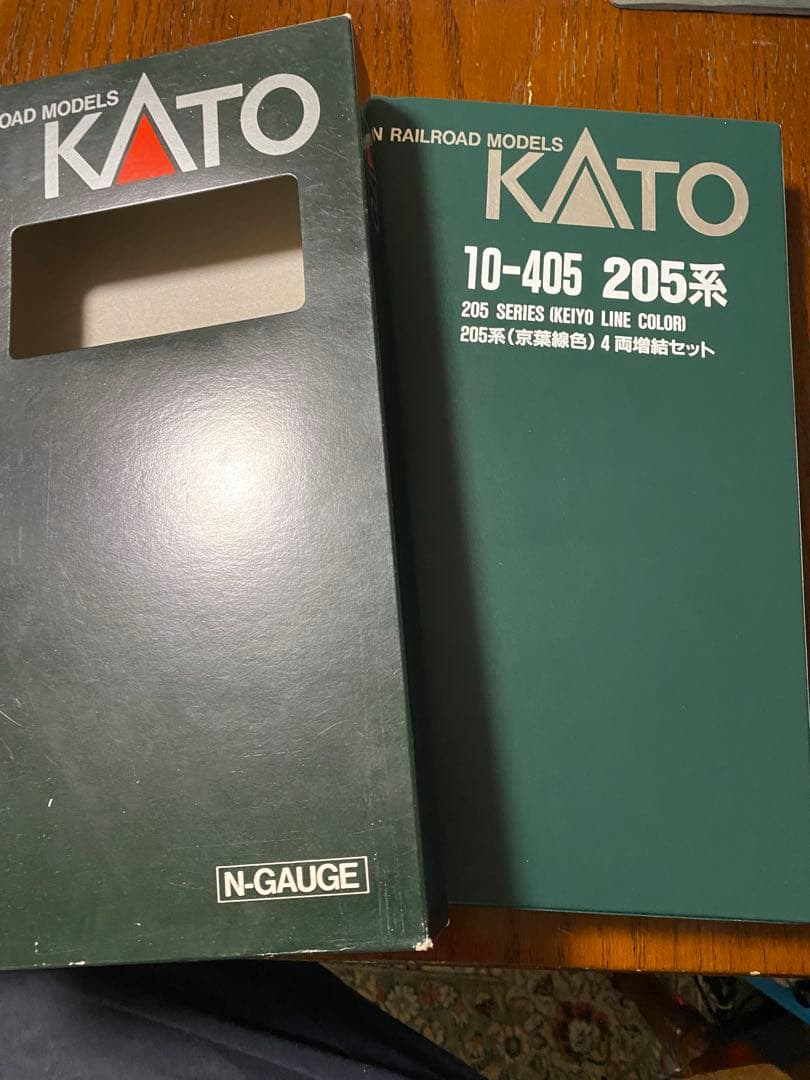 OAD MODELS
KATO
N-GAUGE
N RAILROAD MODELS
KATO
10-405 205系
205 SERIES (KEIYO LINE COLOR)
205系(京葉線色) 4両増結セット